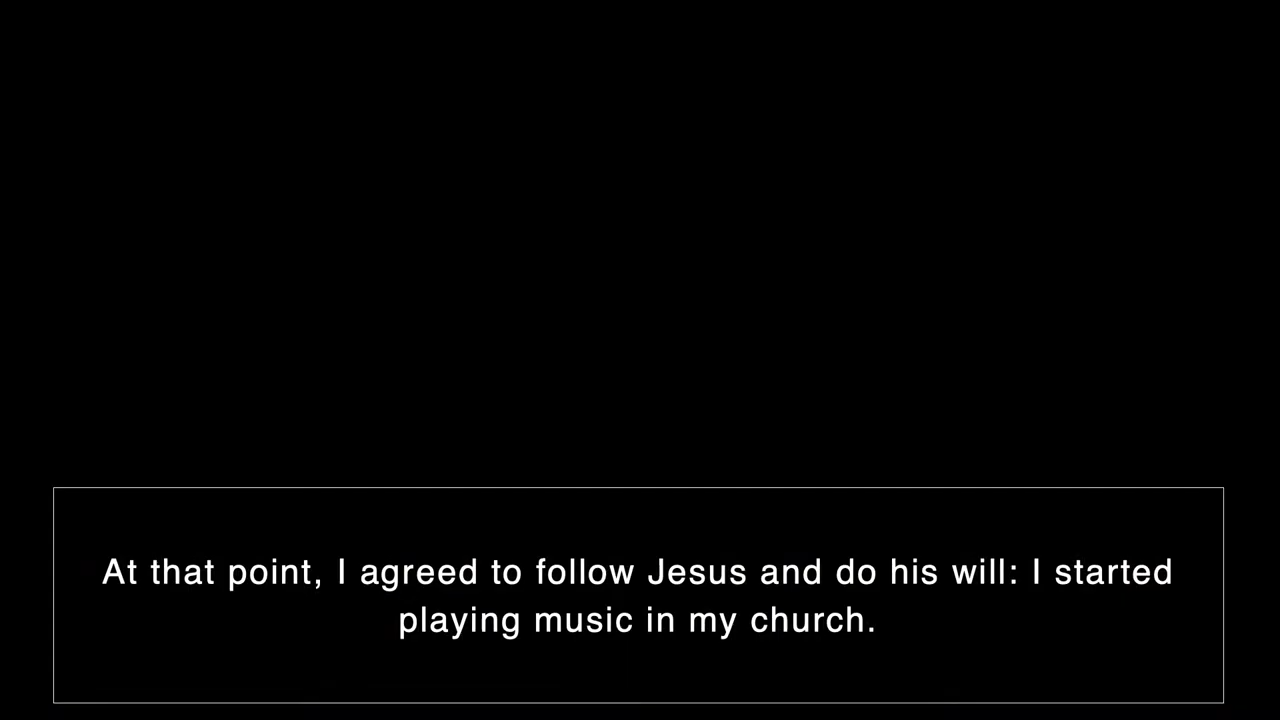 At that point, I agreed to follow Jesus and do his will: I started
playing music in my church.